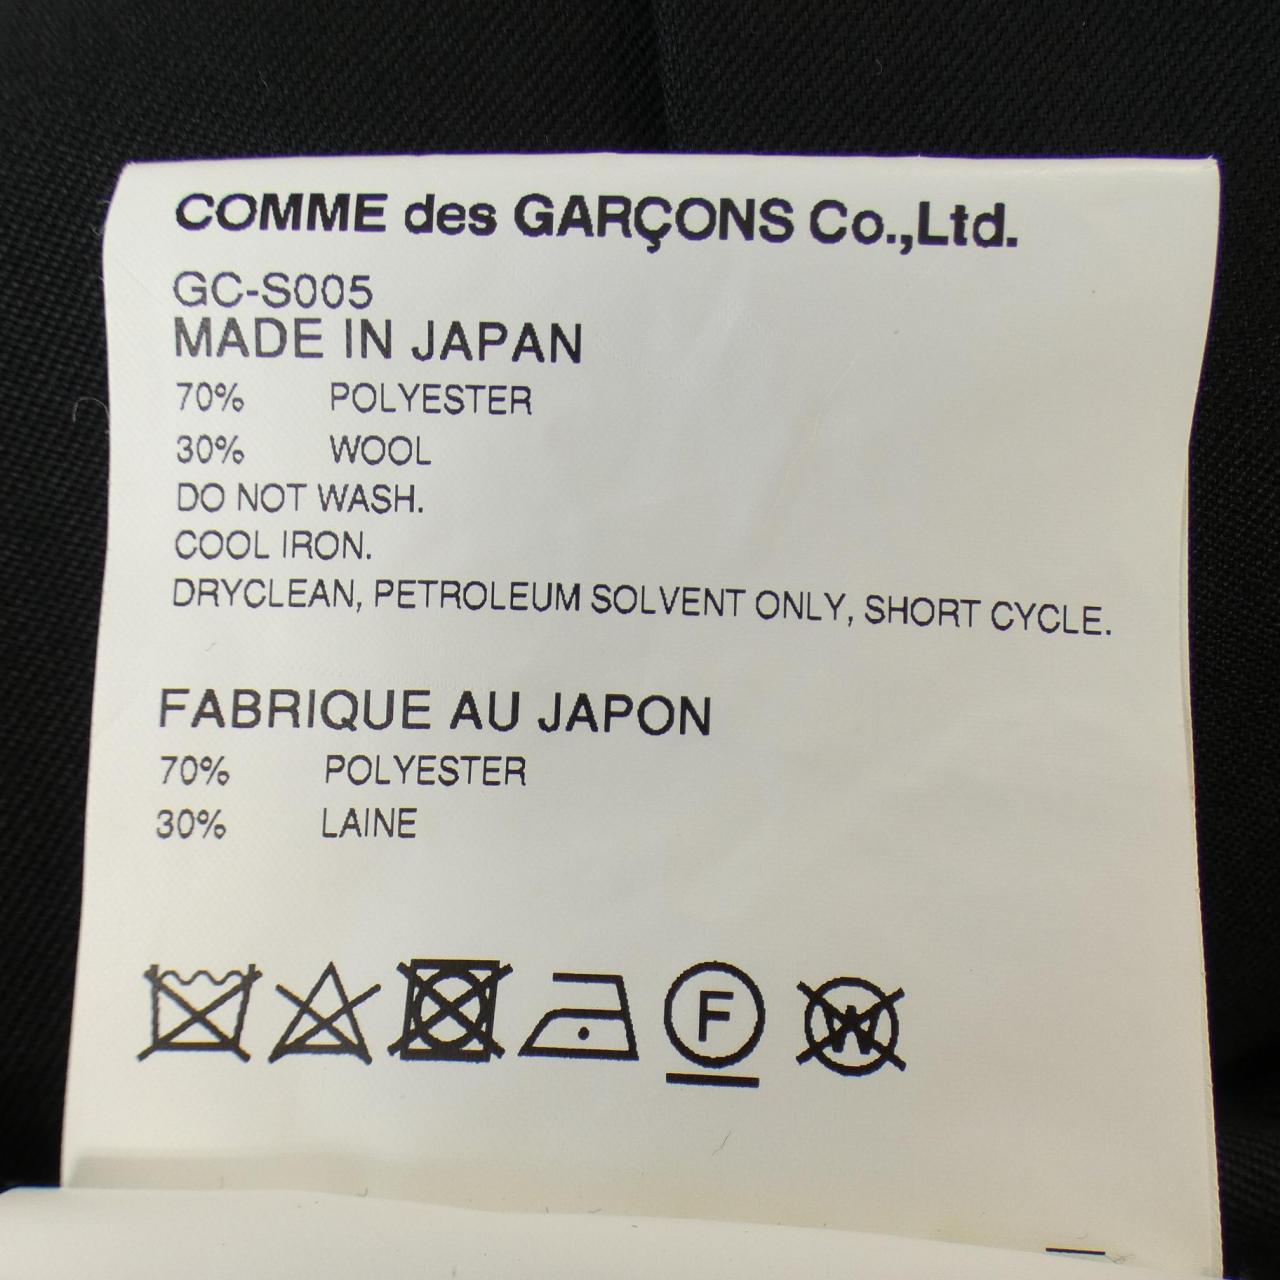 COMME des GARÇONS Co.,Ltd.
GC-S005
MADE IN JAPAN
70% POLYESTER
30% WOOL
DO NOT WASH.
COOL IRON.
DRYCLEAN, PETROLEUM SOLVENT ONLY, SHORT CYCLE.
FABRIQUE AU JAPON
70% POLYESTER
30% LAINE
F W